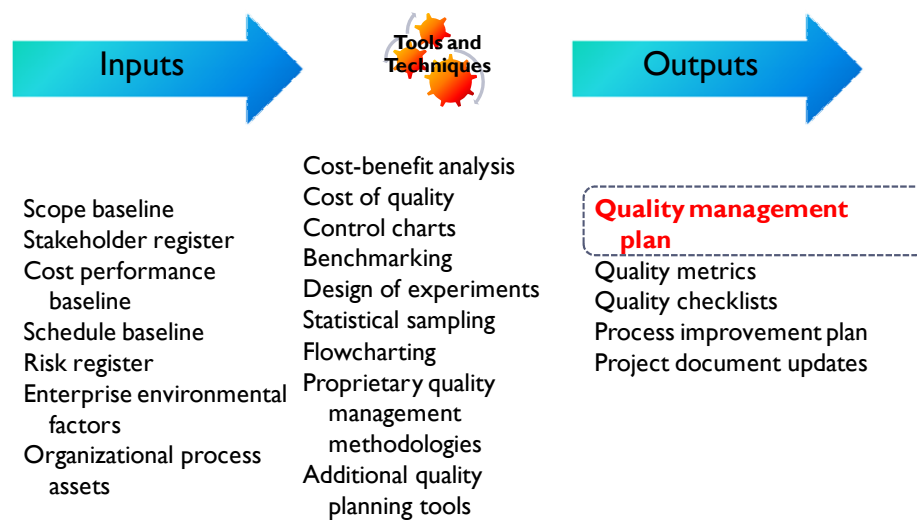 Inputs
Tools and
Techniques
Outputs
Scope baseline
Stakeholder register
Cost performance
baseline
Schedule baseline
Risk register
Enterprise environmental
factors
Organizational process
assets
Cost-benefit analysis
Cost of quality
Control charts
Benchmarking
Design of experiments
Statistical sampling
Flowcharting
Proprietary quality
management
methodologies
Additional quality
planning tools
Quality management
plan
Quality metrics
Quality checklists
Process improvement plan
Project document updates